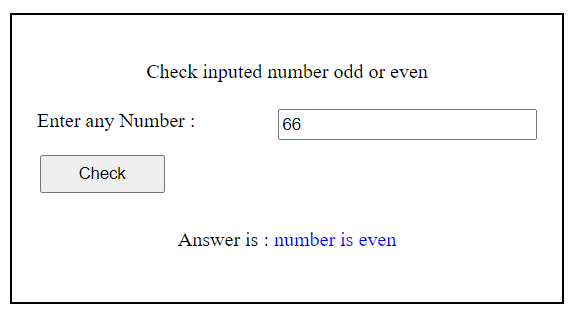 Check inputed number odd or even
Enter any Number : 66
Check
Answer is : number is even